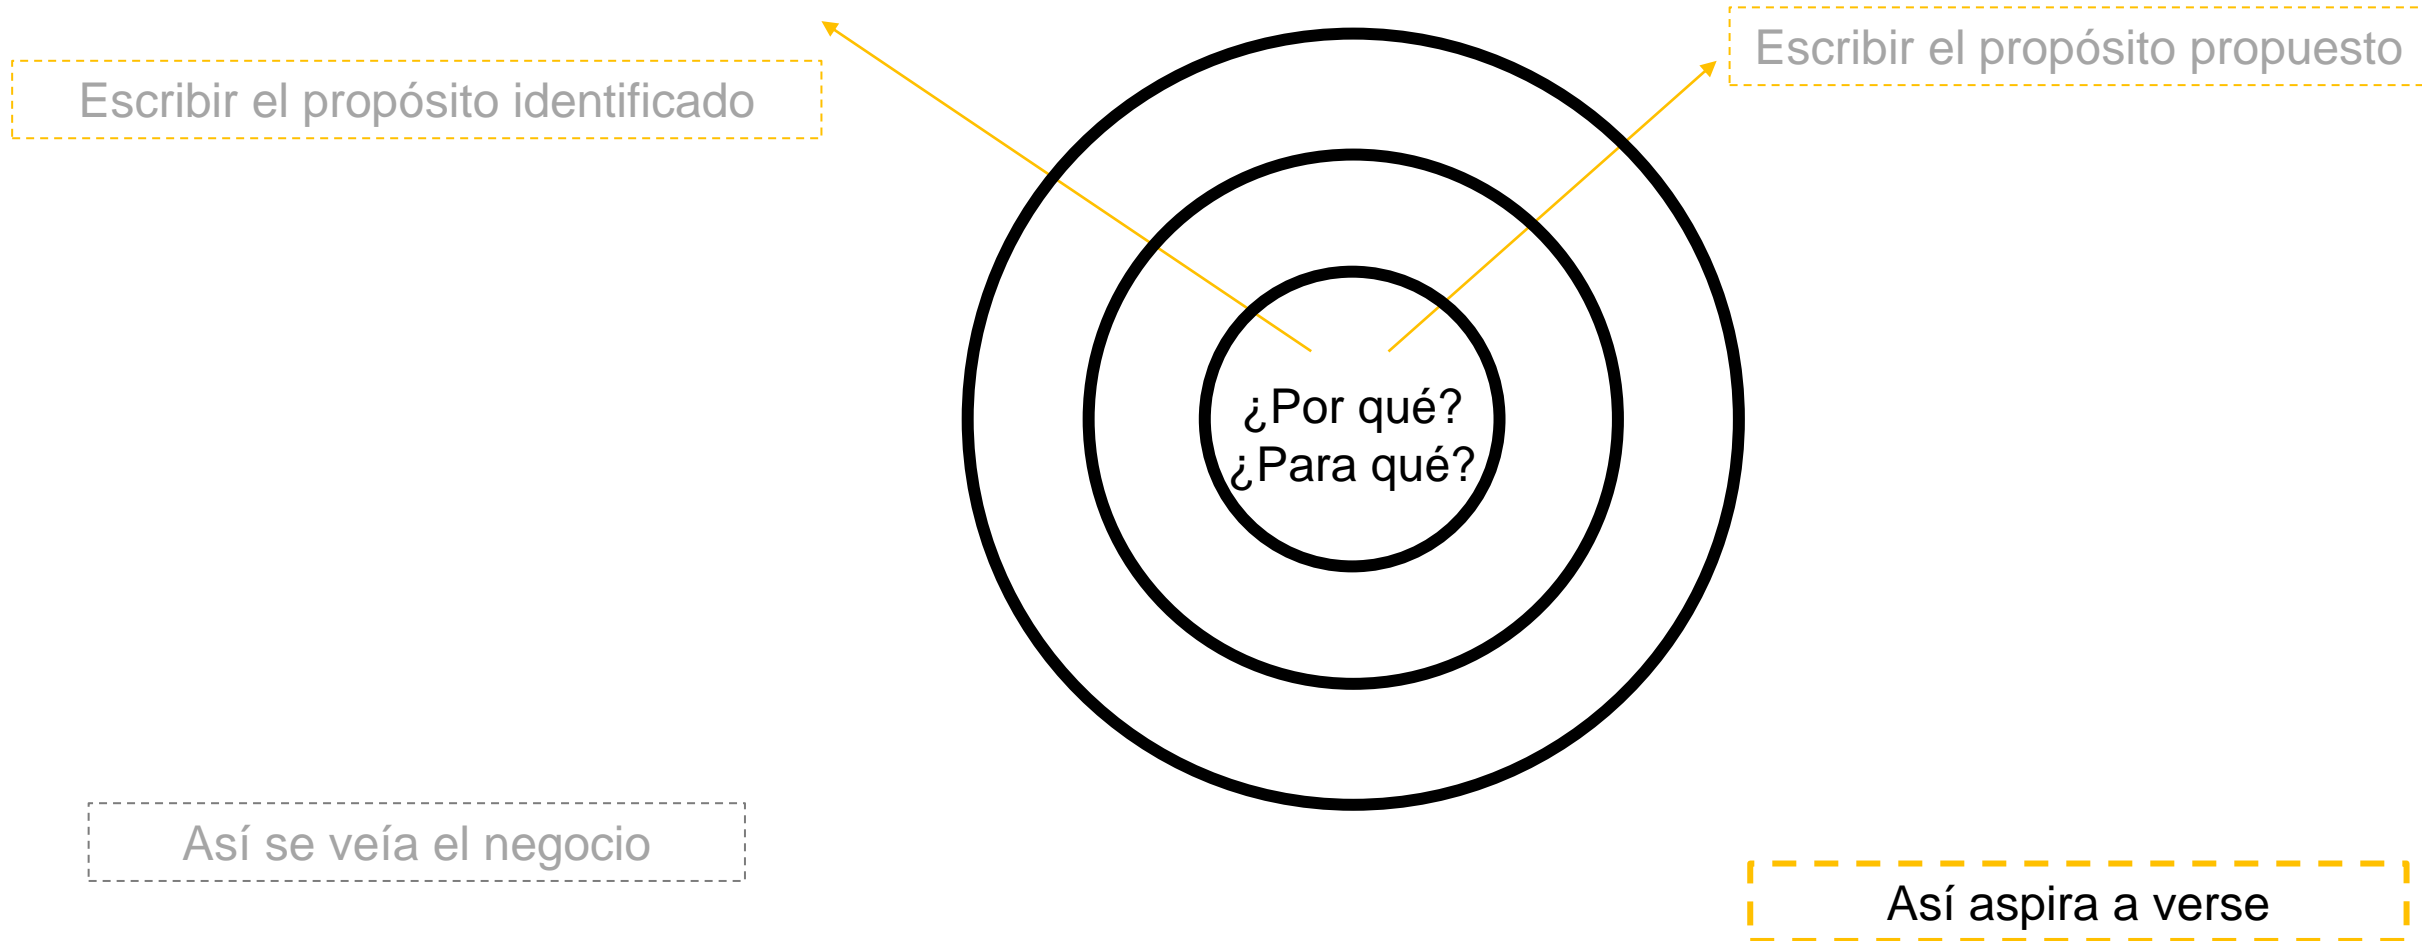 Escribir el propósito propuesto
Escribir el propósito identificado
¿Por qué?
¿Para qué?
Así se veía el negocio
Así aspira a verse